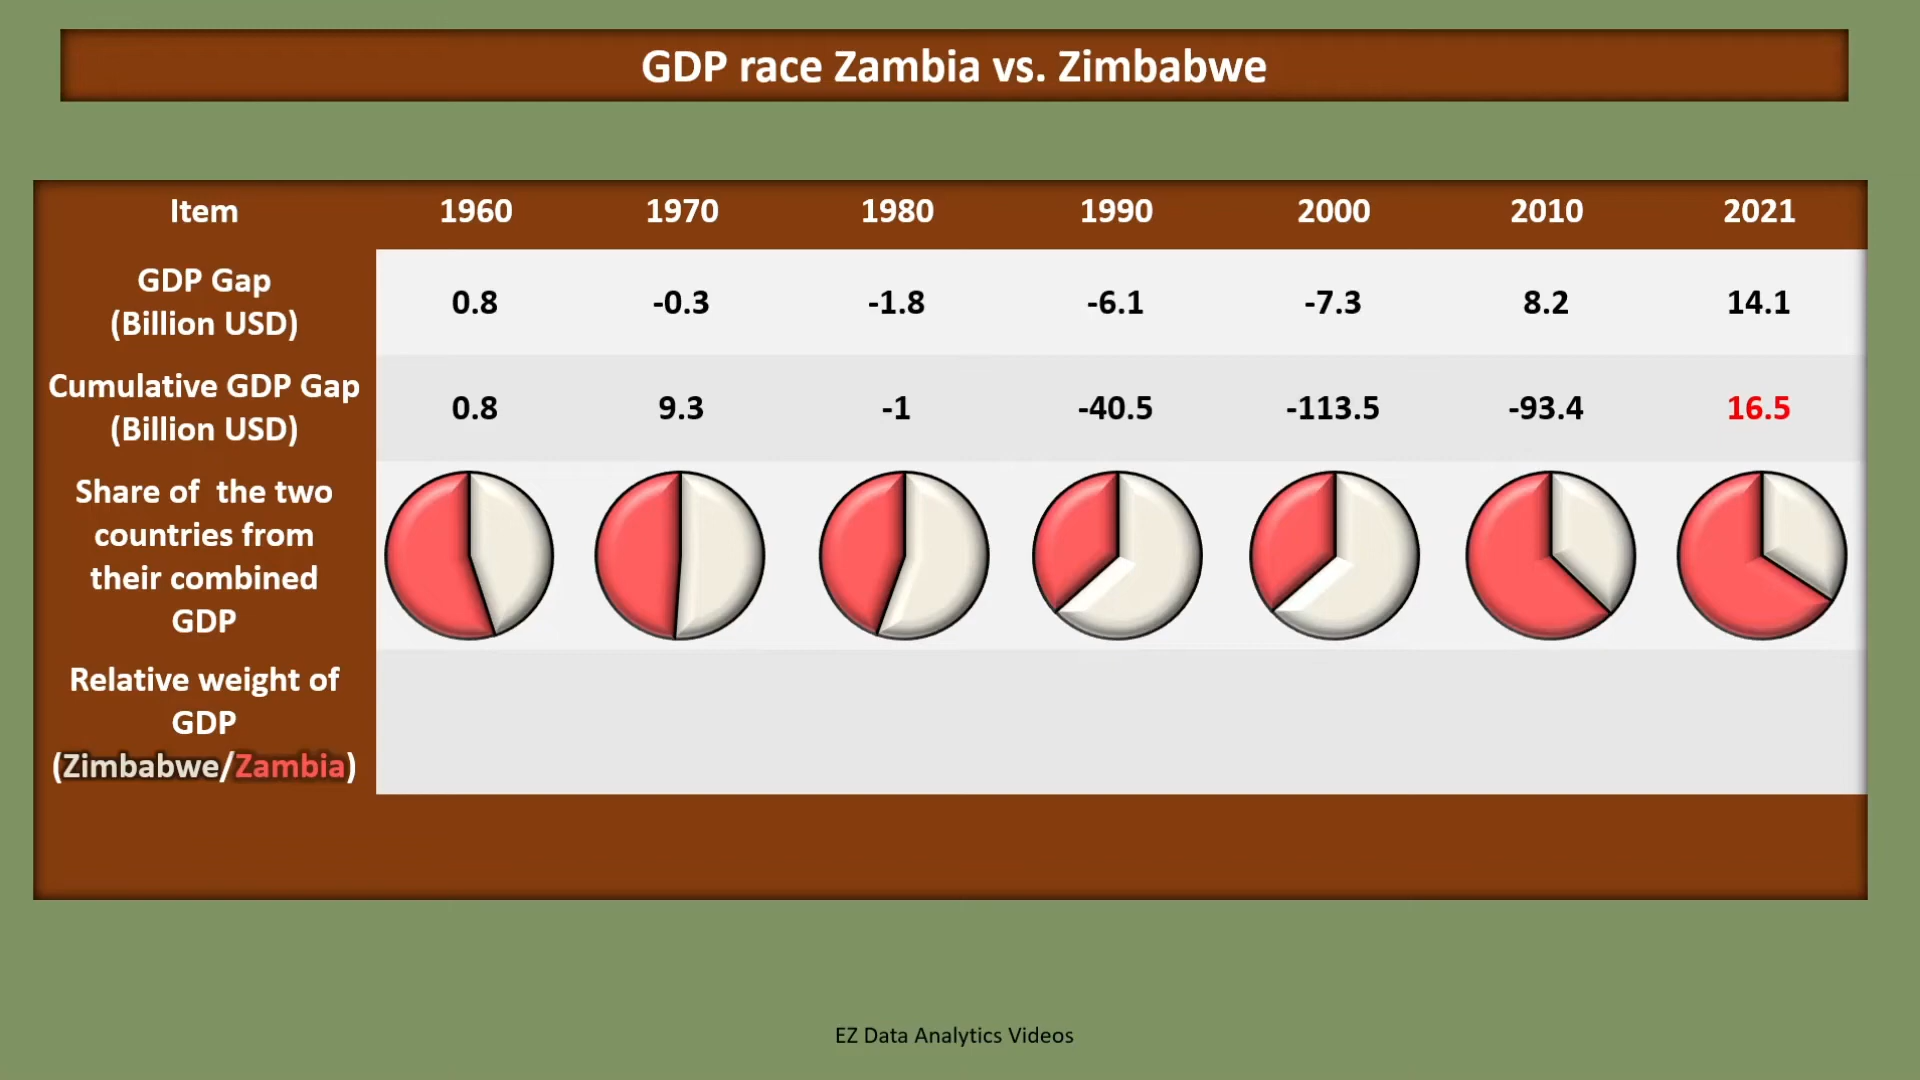 GDP race Zambia vs. Zimbabwe
Item 1960 1970 1980 1990 2000 2010 2021
GDP Gap
(Billion USD)
0.8 -0.3 -1.8 -6.1 -7.3 8.2 14.1
Cumulative GDP Gap
(Billion USD)
0.8 9.3 -1 -40.5 -113.5 -93.4 16.5
Share of the two
countries from
their combined
GDP
Relative weight of
GDP
(Zimbabwe/Zambia)
EZ Data Analytics Videos